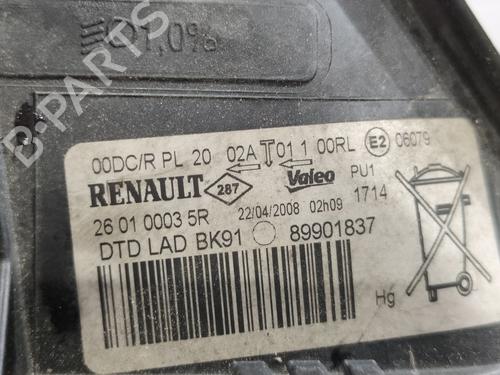 1,0%
B-PARTS
00DC/R PL 20 02A T 01 1 00RL E2 06079
RENAULT 287 Valeo PU1
1714
26 01 0003 5R 22/04/2008 02h09
DTD LAD BK91 89901837
Hg